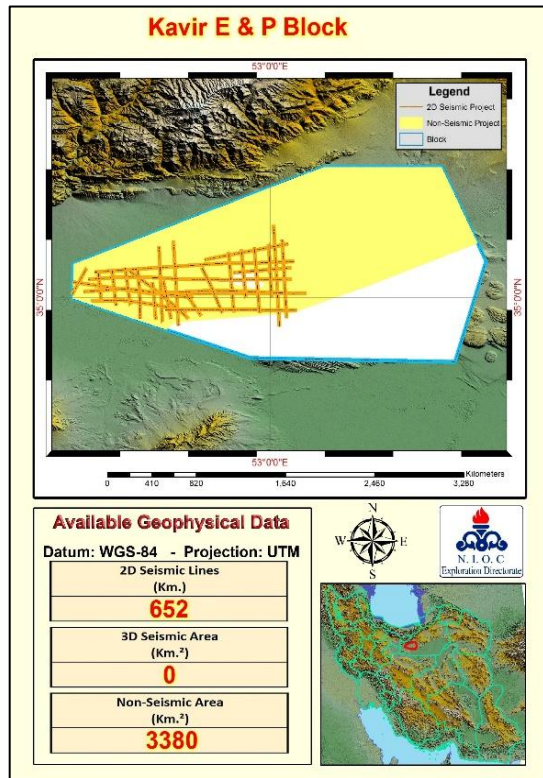 Kavir E & P Block
53°0'0"E
Legend
2D Seismic Project
Non-Seismic Project
Block
35°0'0"N
35°0'0"N
53°0'0"E
Kilometers
0 410 820 1,640 2,460 3,280
Available Geophysical Data
Datum: WGS-84 - Projection: UTM
2D Seismic Lines
(Km.)
652
3D Seismic Area
(Km.²)
0
Non-Seismic Area
(Km.²)
3380
N
W E
S
N.I.O.C
Exploration Directorate